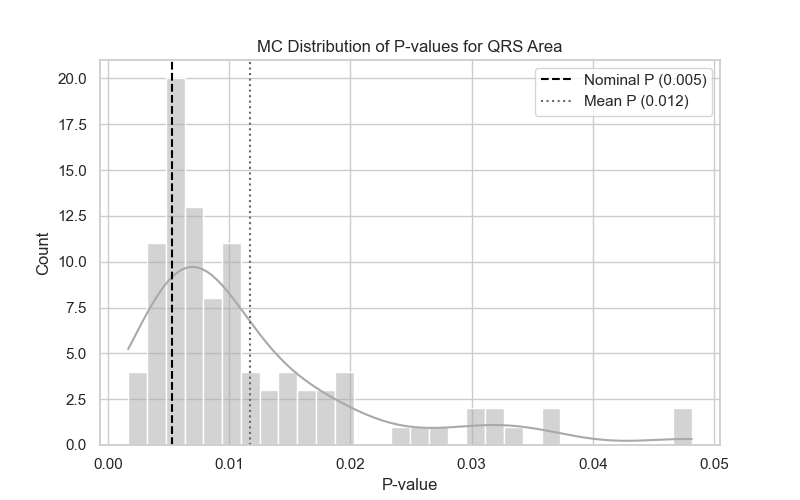 MC Distribution of P-values for QRS Area
20.0
17.5
15.0
12.5
10.0
7.5
5.0
2.5
0.0
Count
Nominal P (0.005)
Mean P (0.012)
0.00 0.01 0.02 0.03 0.04 0.05
P-value